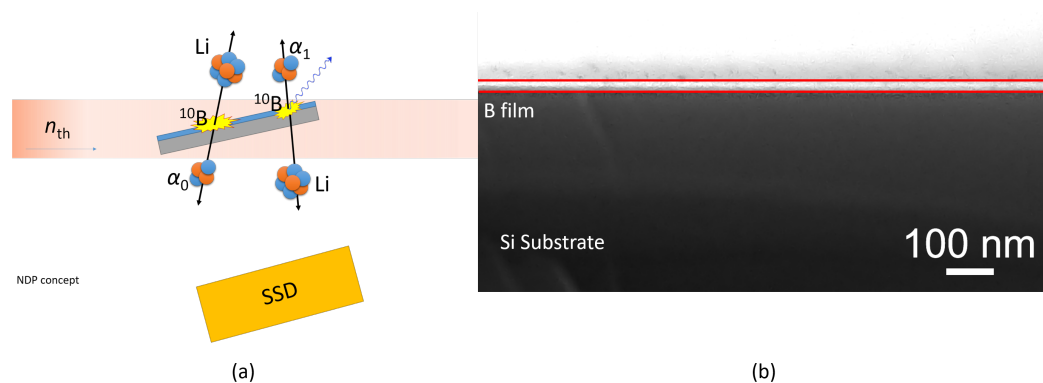 Li
α₁
¹⁰B
¹⁰B
nth
α₀
Li
SSD
NDP concept
(a)
B film
Si Substrate
100 nm
(b)